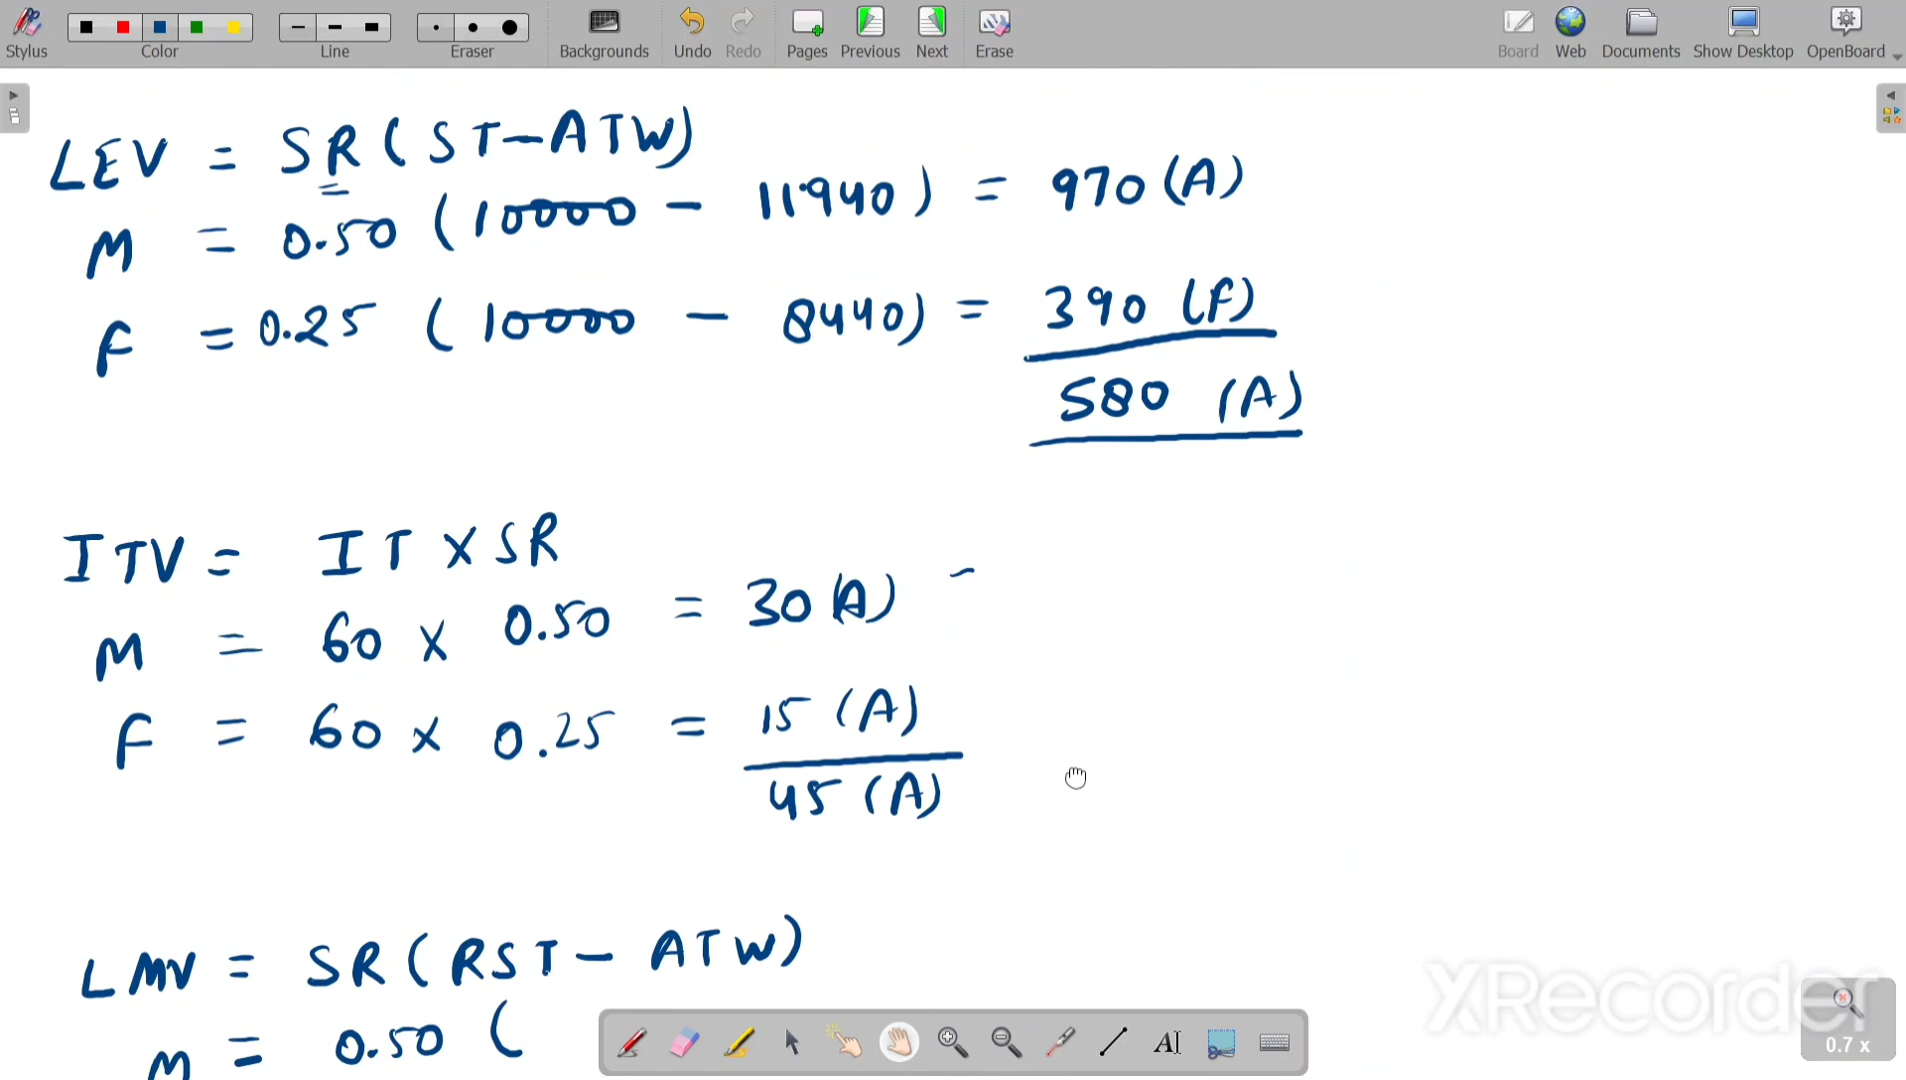 Stylus Color Line Eraser Backgrounds Undo Redo Pages Previous Next Erase Board Web Documents Show Desktop OpenBoard
LEV = SR ( ST - ATW)
M = 0.50 (10000 - 11940) = 970 (A)
F = 0.25 (10000 - 8440) = 390 (F)
580 (A)
ITV = IT X SR
M = 60 X 0.50 = 30 (A) -
F = 60 X 0.25 = 15 (A)
45 (A)
LMV = SR ( RST - ATW)
M = 0.50 (
XRecorder
0.7 x